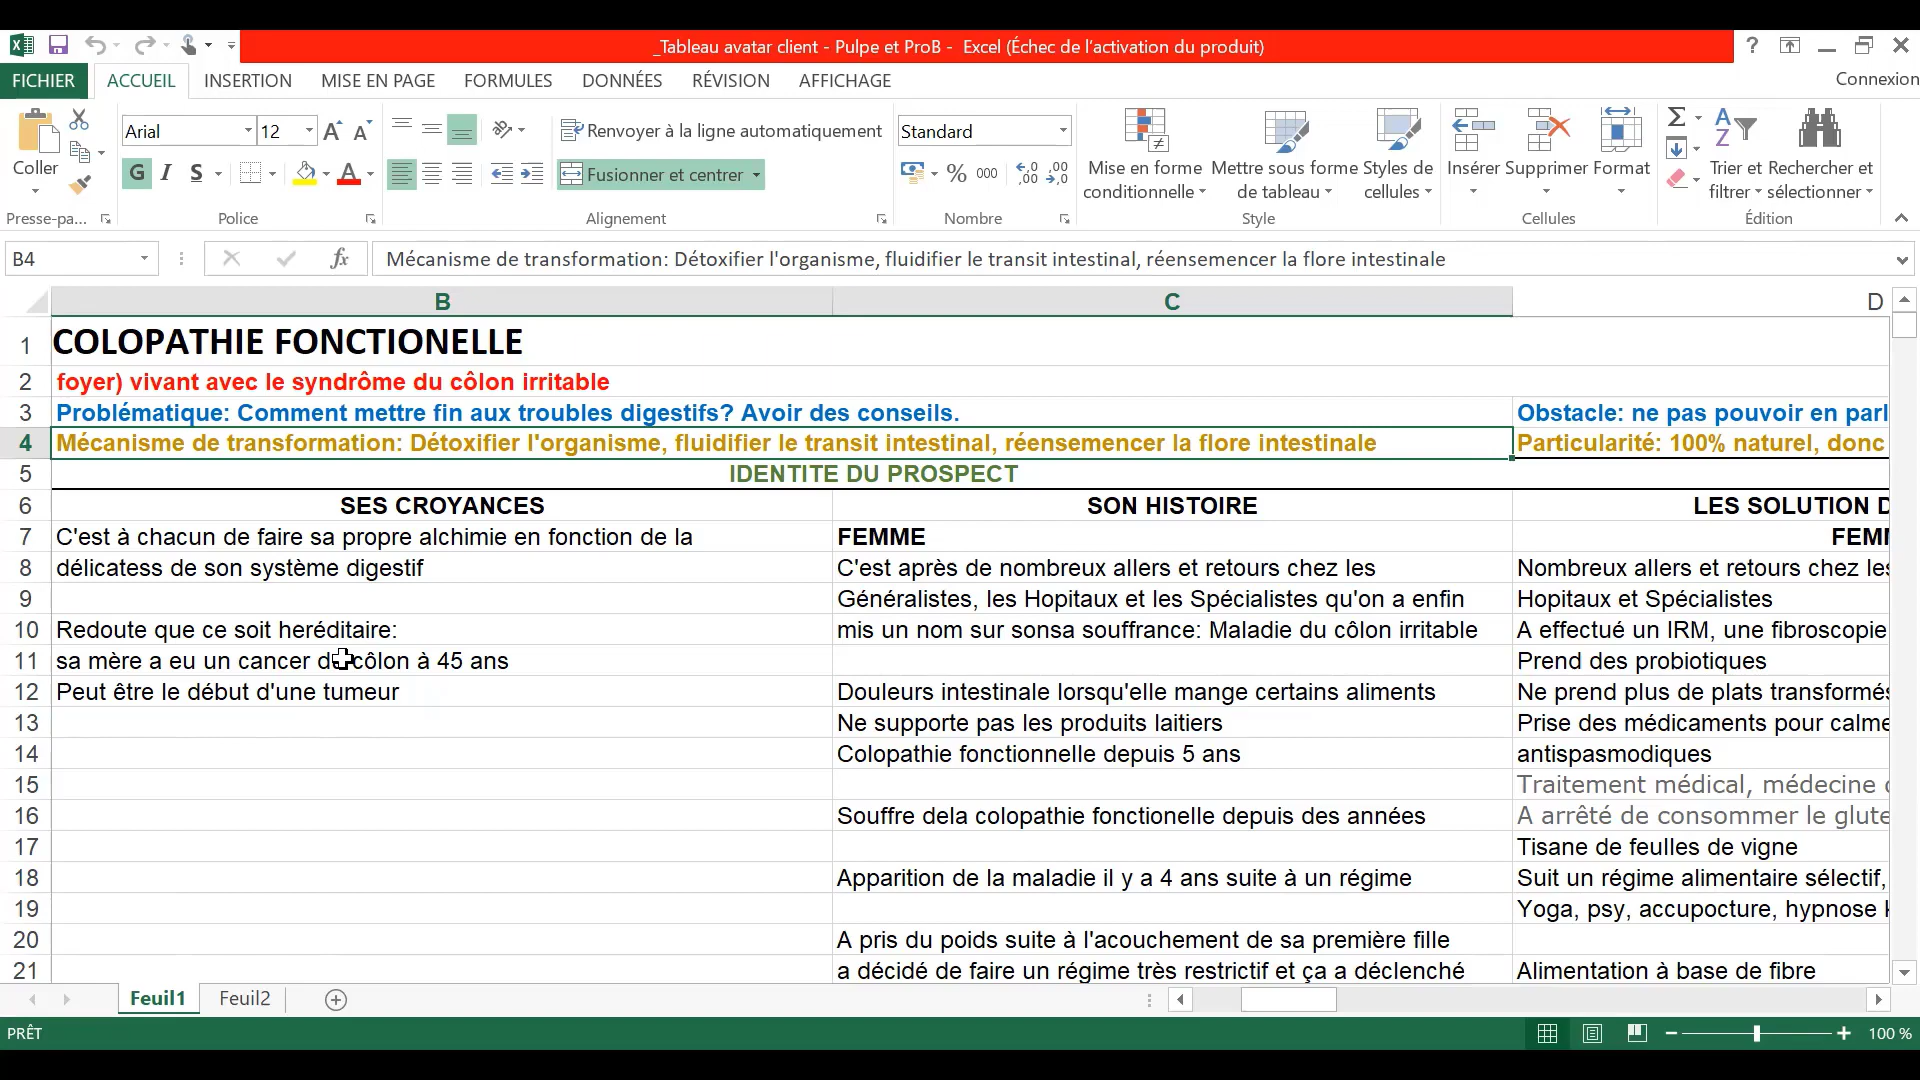 _Tableau avatar client - Pulpe et ProB - Excel (Échec de l'activation du produit)
FICHIER ACCUEIL INSERTION MISE EN PAGE FORMULES DONNÉES RÉVISION AFFICHAGE Connexion
Arial 12 Renvoyer à la ligne automatiquement Standard
Coller G I S Fusionner et centrer % 000
Mise en forme conditionnelle Mettre sous forme de tableau Styles de cellules Insérer Supprimer Format Trier et filtrer Rechercher et sélectionner
Presse-pa... Police Alignement Nombre Style Cellules Édition
B4 fx Mécanisme de transformation: Détoxifier l'organisme, fluidifier le transit intestinal, réensemencer la flore intestinale
B C D
1 COLOPATHIE FONCTIONELLE
2 foyer) vivant avec le syndrôme du côlon irritable
3 Problématique: Comment mettre fin aux troubles digestifs? Avoir des conseils. Obstacle: ne pas pouvoir en parl
4 Mécanisme de transformation: Détoxifier l'organisme, fluidifier le transit intestinal, réensemencer la flore intestinale Particularité: 100% naturel, donc
5 IDENTITE DU PROSPECT
6 SES CROYANCES SON HISTOIRE LES SOLUTION D
7 C'est à chacun de faire sa propre alchimie en fonction de la FEMME FEMM
8 délicatess de son système digestif C'est après de nombreux allers et retours chez les Nombreux allers et retours chez les
9 Généralistes, les Hopitaux et les Spécialistes qu'on a enfin Hopitaux et Spécialistes
10 Redoute que ce soit heréditaire: mis un nom sur sonsa souffrance: Maladie du côlon irritable A effectué un IRM, une fibroscopie
11 sa mère a eu un cancer du côlon à 45 ans Prend des probiotiques
12 Peut être le début d'une tumeur Douleurs intestinale lorsqu'elle mange certains aliments Ne prend plus de plats transformés
13 Ne supporte pas les produits laitiers Prise des médicaments pour calme
14 Colopathie fonctionnelle depuis 5 ans antispasmodiques
15 Traitement médical, médecine
16 Souffre dela colopathie fonctionelle depuis des années A arrêté de consommer le glute
17 Tisane de feuilles de vigne
18 Apparition de la maladie il y a 4 ans suite à un régime Suit un régime alimentaire sélectif,
19 Yoga, psy, accupocture, hypnose
20 A pris du poids suite à l'acouchement de sa première fille
21 a décidé de faire un régime très restrictif et ça a déclenché Alimentation à base de fibre
Feuil1 Feuil2
PRÊT 100 %